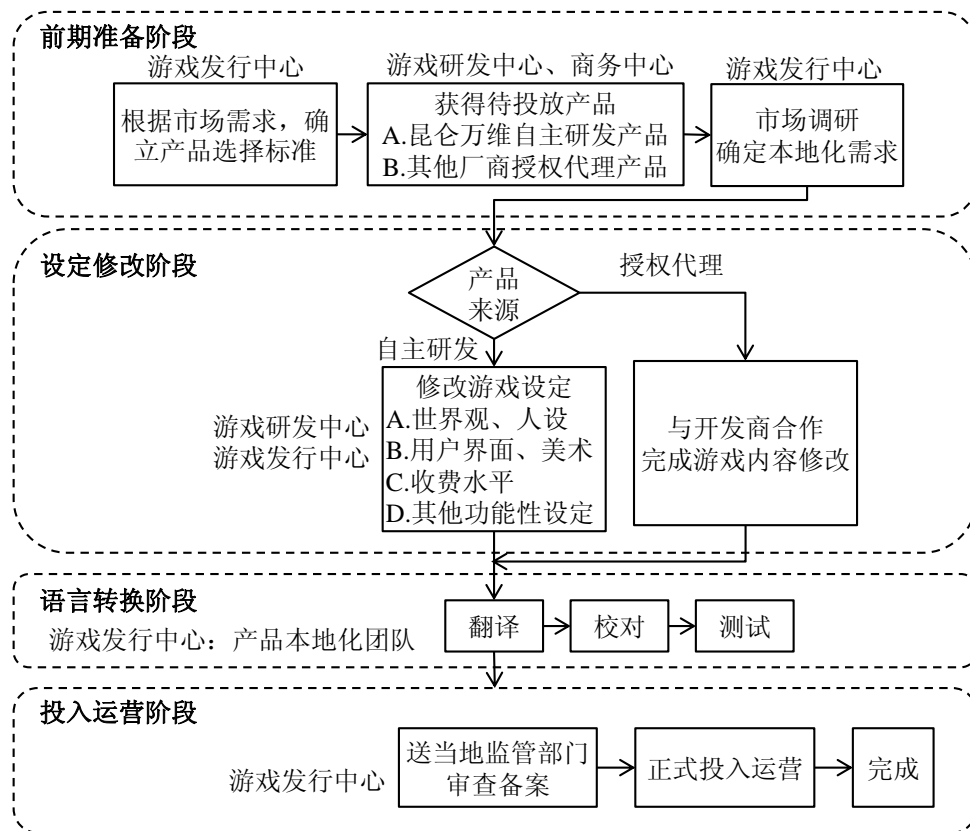 前期准备阶段
游戏发行中心
根据市场需求，确
立产品选择标准
游戏研发中心、商务中心
获得待投放产品
A.昆仑万维自主研发产品
B.其他厂商授权代理产品
游戏发行中心
市场调研
确定本地化需求
设定修改阶段
产品
来源
授权代理
自主研发
游戏研发中心
游戏发行中心
修改游戏设定
A.世界观、人设
B.用户界面、美术
C.收费水平
D.其他功能性设定
与开发商合作
完成游戏内容修改
语言转换阶段
游戏发行中心：产品本地化团队
翻译
校对
测试
投入运营阶段
游戏发行中心
送当地监管部门
审查备案
正式投入运营
完成